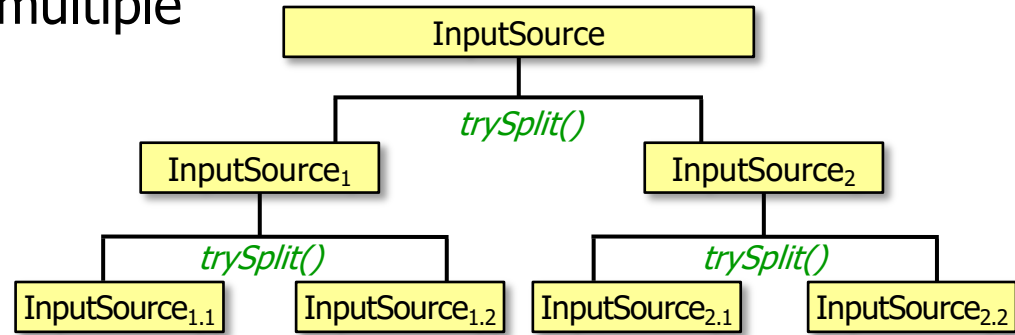 multiple
InputSource
trySplit()
InputSource₁
InputSource₂
trySplit()
trySplit()
InputSource₁.₁
InputSource₁.₂
InputSource₂.₁
InputSource₂.₂